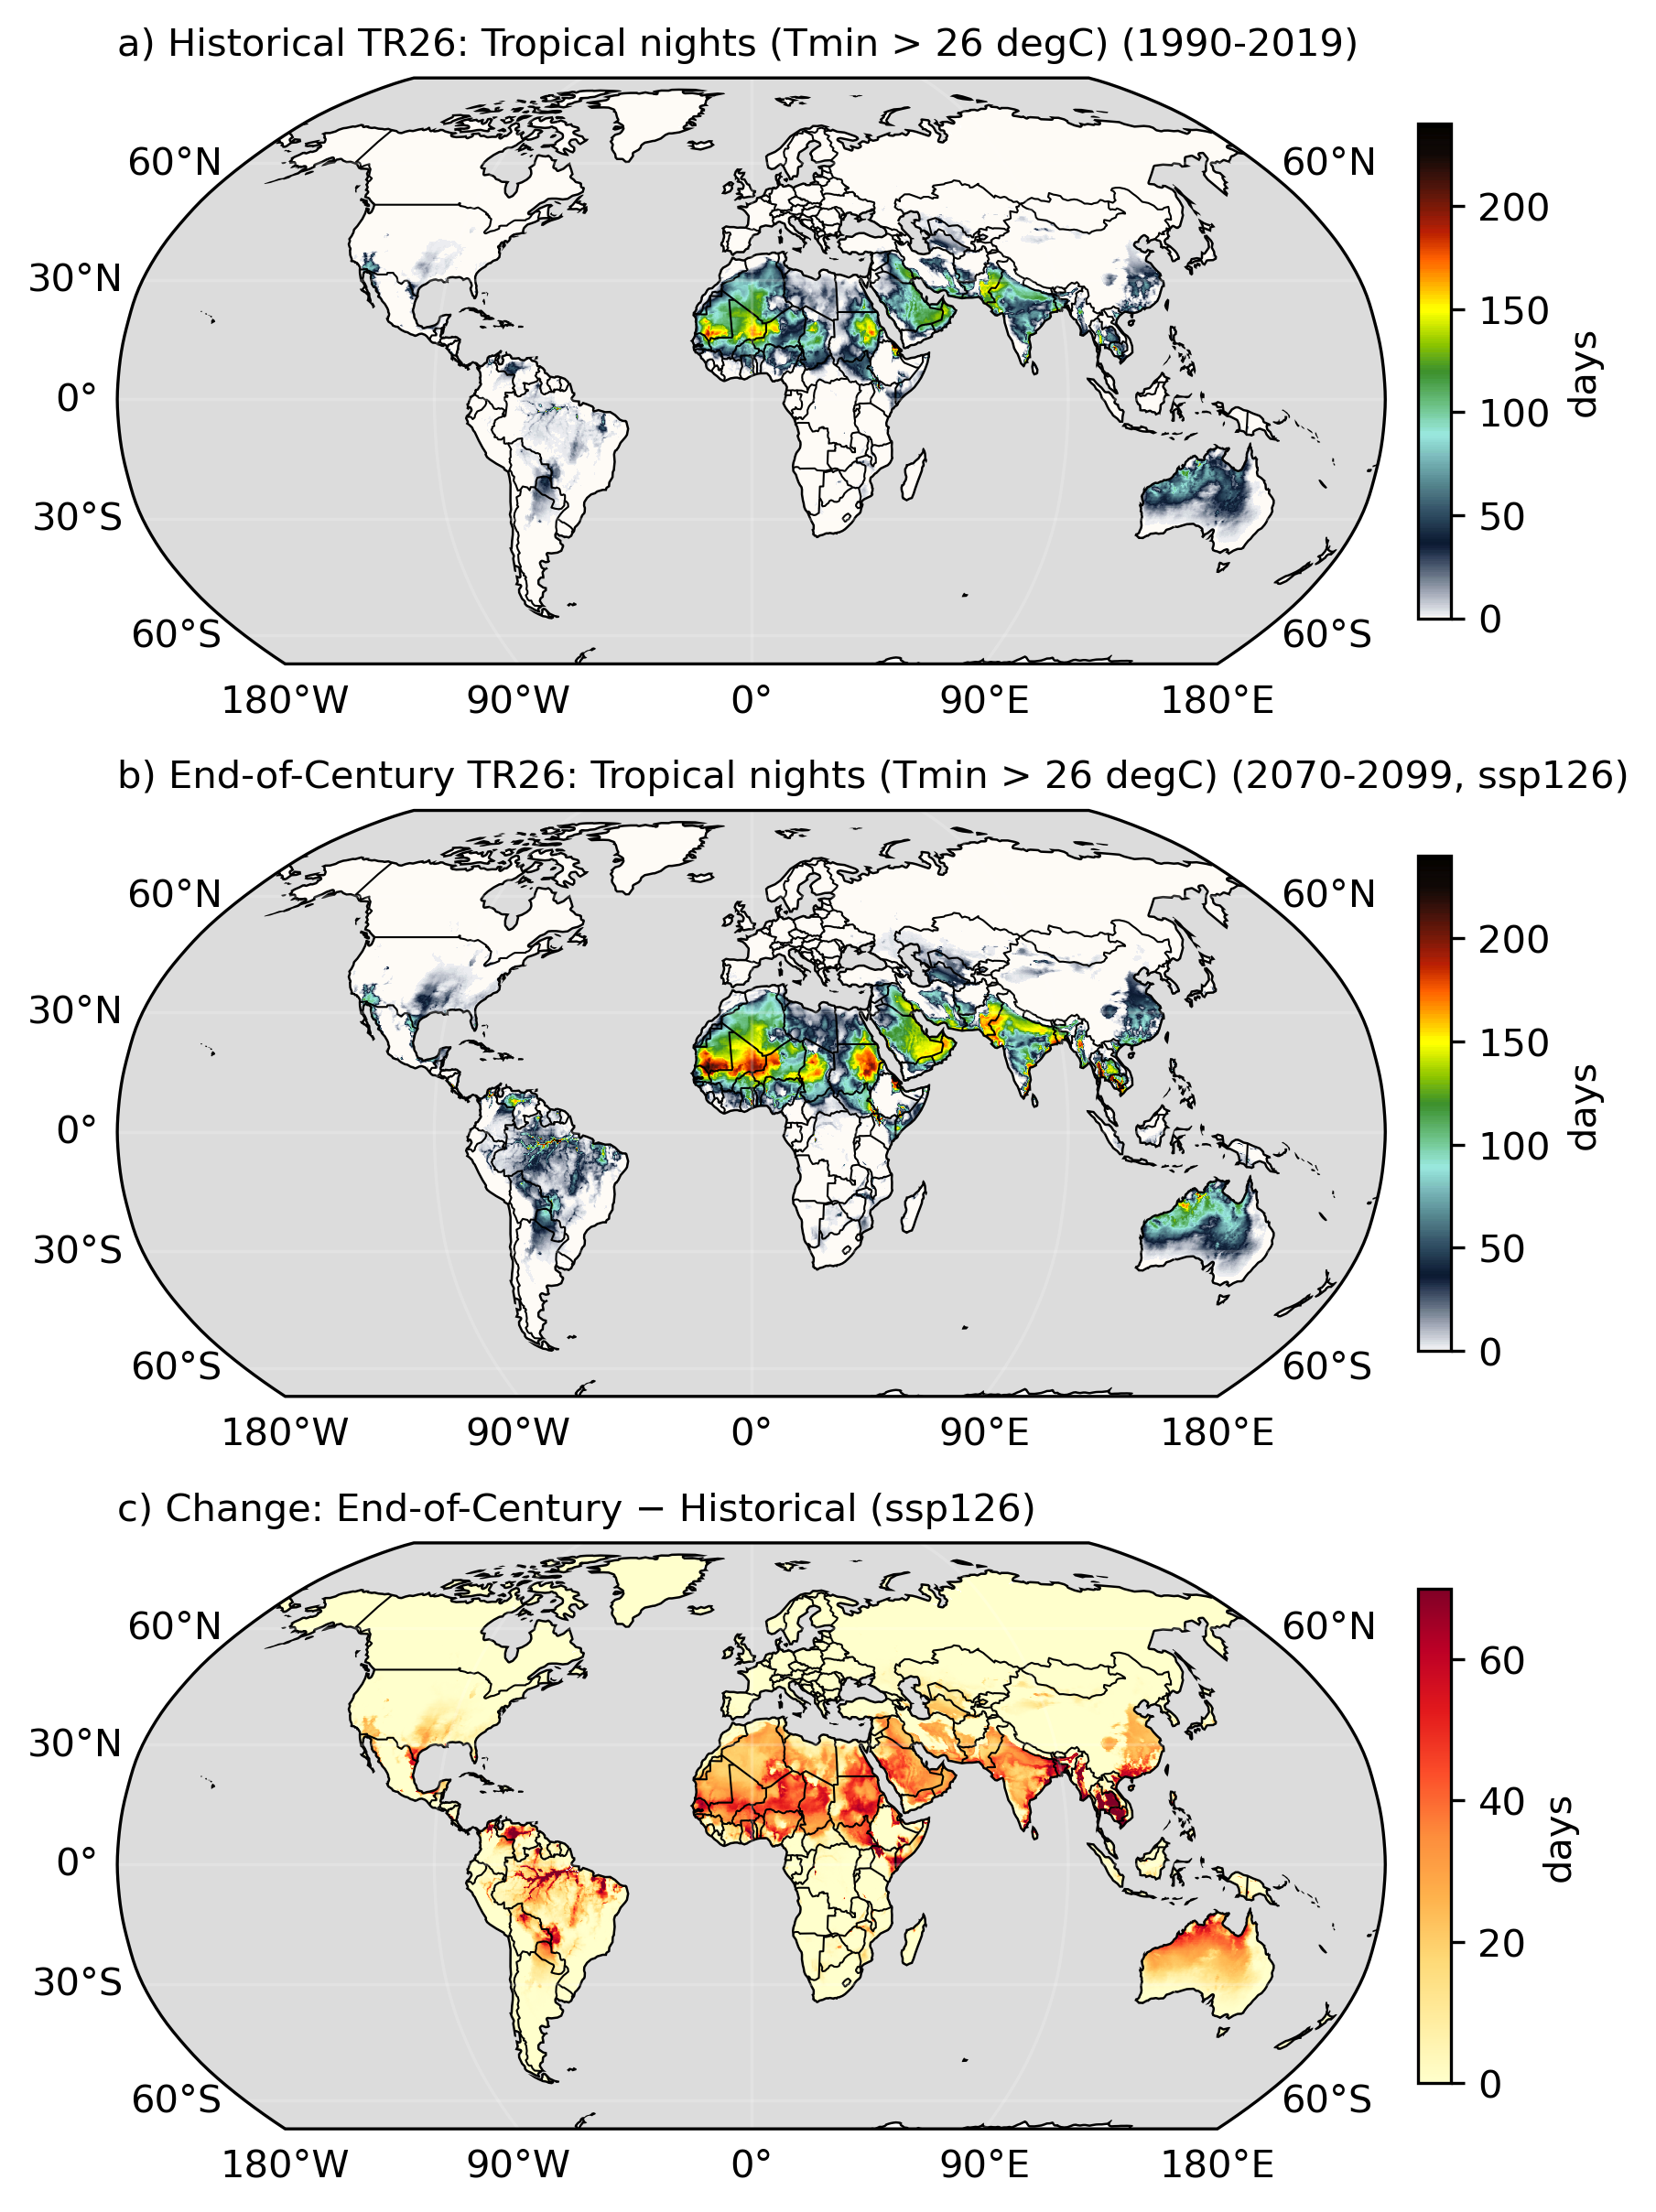 a) Historical TR26: Tropical nights (Tmin > 26 degC) (1990-2019)
60°N
60°N
30°N
0°
30°S
60°S
60°S
180°W
90°W
0°
90°E
180°E
200
150
100
50
0
days
b) End-of-Century TR26: Tropical nights (Tmin > 26 degC) (2070-2099, ssp126)
60°N
60°N
30°N
0°
30°S
60°S
60°S
180°W
90°W
0°
90°E
180°E
200
150
100
50
0
days
c) Change: End-of-Century − Historical (ssp126)
60°N
60°N
30°N
0°
30°S
60°S
60°S
180°W
90°W
0°
90°E
180°E
60
40
20
0
days